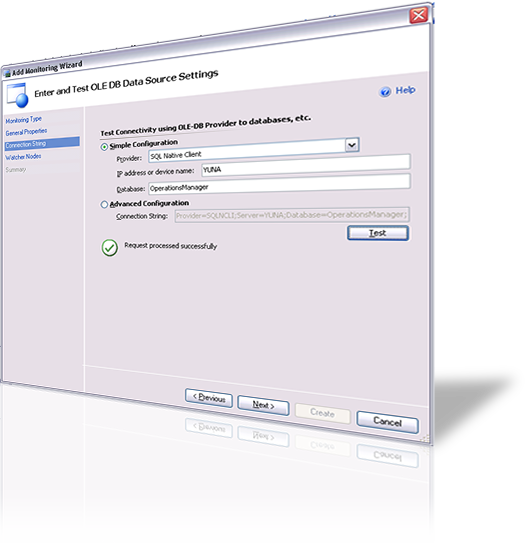 Add Monitoring Wizard
Enter and Test OLE DB Data Source Settings
Help
Monitoring Type
General Properties
Connection String
Watcher Nodes
Summary
Test Connectivity using OLE-DB Provider to databases, etc.
Simple Configuration
Provider: SQL Native Client
IP address or device name: YUNA
Database: OperationsManager
Advanced Configuration
Connection String: Provider=SQLNCLI;Server=YUNA;Database=OperationsManager;
Test
Request processed successfully
< Previous Next > Create Cancel